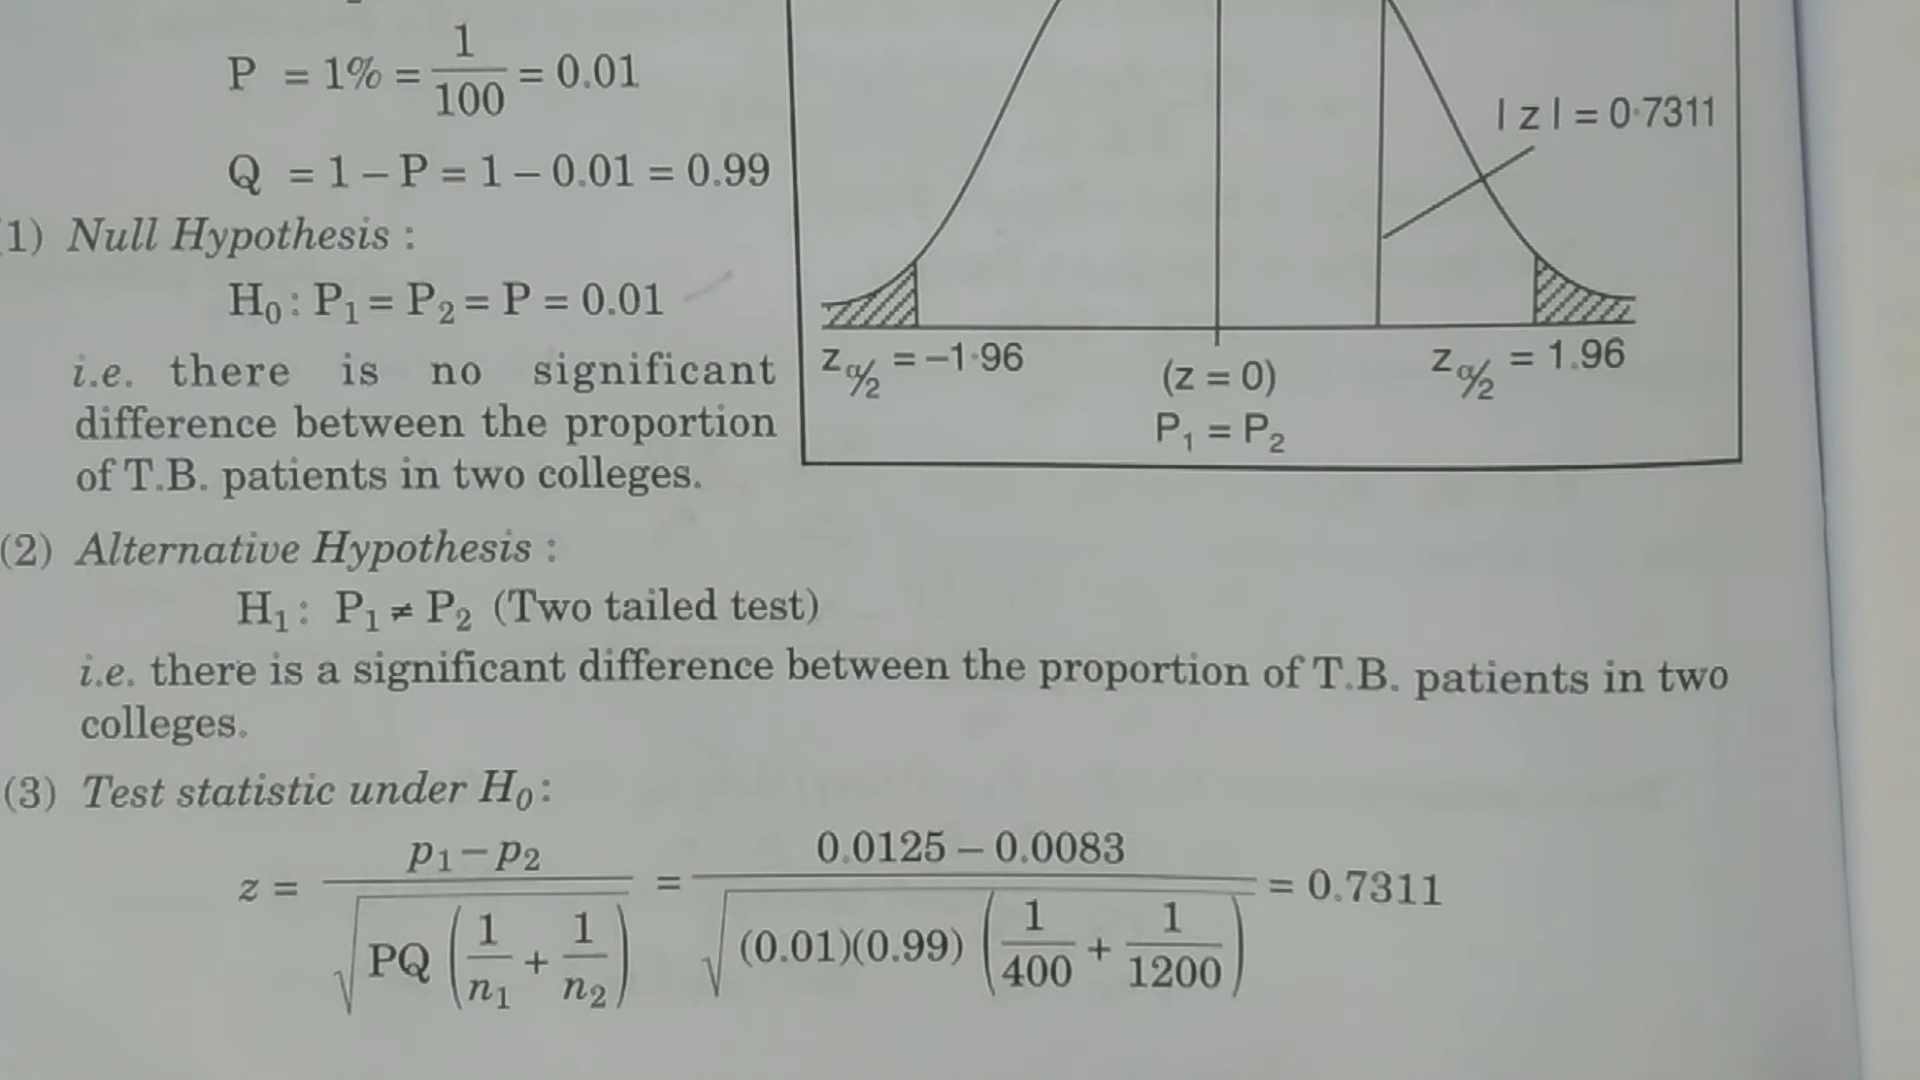 P = 1% = 1/100 = 0.01
Q = 1 – P = 1 – 0.01 = 0.99
1) Null Hypothesis :
H₀ : P₁ = P₂ = P = 0.01
i.e. there is no significant
difference between the proportion
of T.B. patients in two colleges.
| z | = 0·7311
z α/2 = –1·96
(z = 0)
P₁ = P₂
z α/2 = 1.96
(2) Alternative Hypothesis :
H₁ : P₁ ≠ P₂ (Two tailed test)
i.e. there is a significant difference between the proportion of T.B. patients in two
colleges.
(3) Test statistic under H₀ :
z = (p₁ – p₂) / √(PQ (1/n₁ + 1/n₂)) = (0.0125 – 0.0083) / √((0.01)(0.99) (1/400 + 1/1200)) = 0.7311